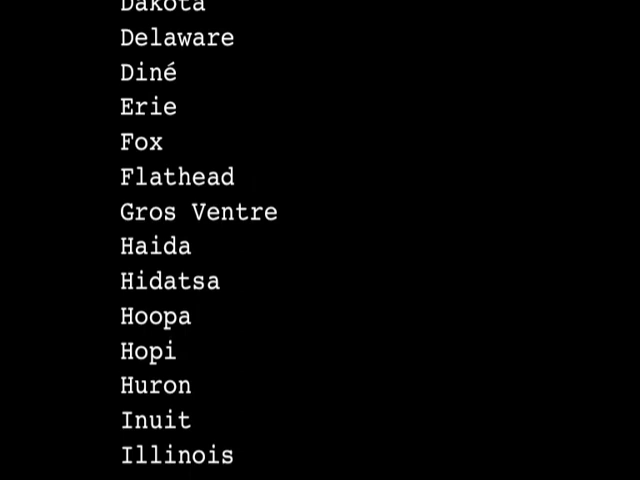 Dakota
Delaware
Diné
Erie
Fox
Flathead
Gros Ventre
Haida
Hidatsa
Hoopa
Hopi
Huron
Inuit
Illinois